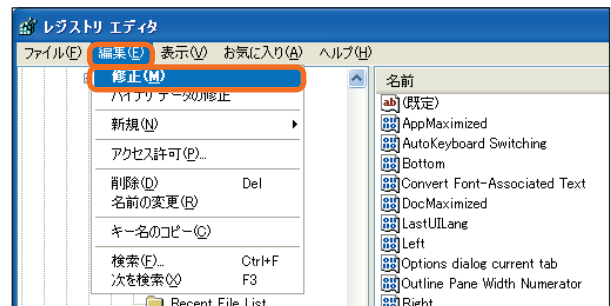 レジストリ エディタ
ファイル(F) 編集(E) 表示(V) お気に入り(A) ヘルプ(H)
修正(M)
バイナリ データの修正
新規(N)
アクセス許可(P)...
削除(D) Del
名前の変更(R)
キー名のコピー(C)
検索(F)... Ctrl+F
次を検索(X) F3
Recent File List
名前
ab (既定)
AppMaximized
AutoKeyboard Switching
Bottom
Convert Font-Associated Text
DocMaximized
LastUILang
Left
Options dialog current tab
Outline Pane Width Numerator
Right